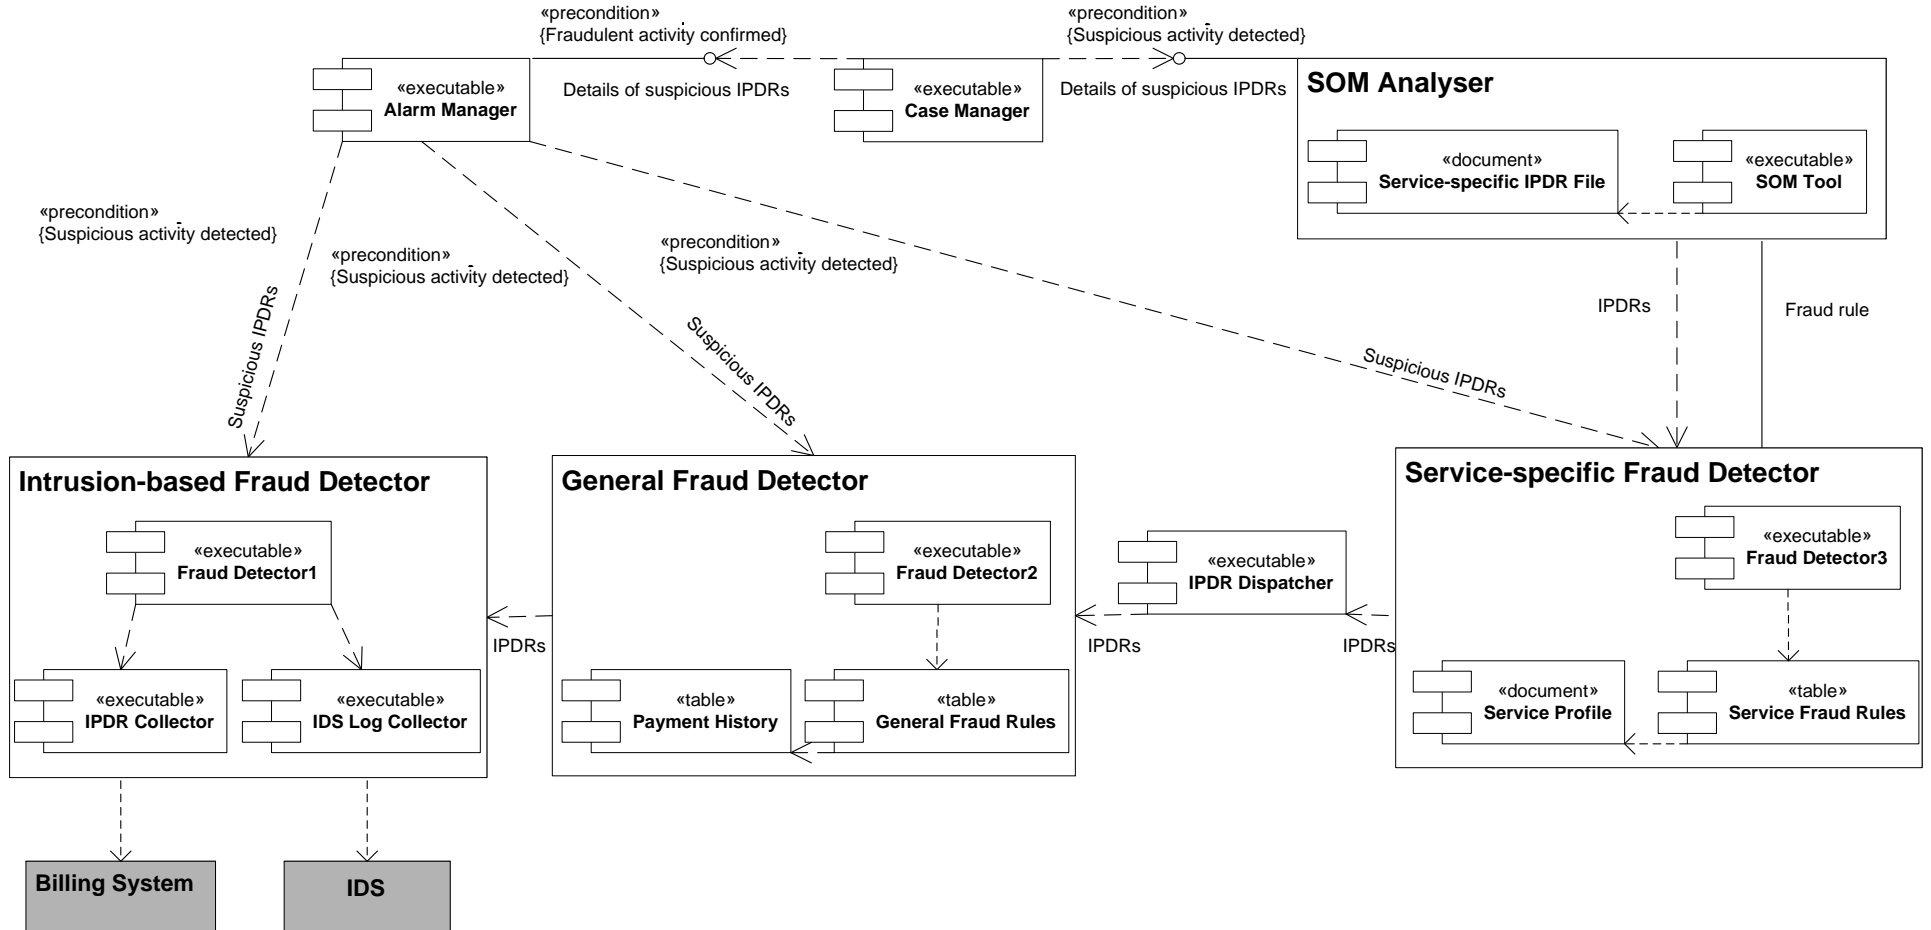 «precondition»
{Fraudulent activity confirmed}
«precondition»
{Suspicious activity detected}
Details of suspicious IPDRs
Details of suspicious IPDRs
«executable»
Alarm Manager
«executable»
Case Manager
SOM Analyser
«document»
Service-specific IPDR File
«executable»
SOM Tool
«precondition»
{Suspicious activity detected}
«precondition»
{Suspicious activity detected}
«precondition»
{Suspicious activity detected}
Suspicious IPDRs
Suspicious IPDRs
Suspicious IPDRs
IPDRs
Fraud rule
Intrusion-based Fraud Detector
«executable»
Fraud Detector1
«executable»
IPDR Collector
«executable»
IDS Log Collector
IPDRs
General Fraud Detector
«executable»
Fraud Detector2
«table»
Payment History
«table»
General Fraud Rules
IPDRs
«executable»
IPDR Dispatcher
IPDRs
Service-specific Fraud Detector
«executable»
Fraud Detector3
«document»
Service Profile
«table»
Service Fraud Rules
Billing System
IDS